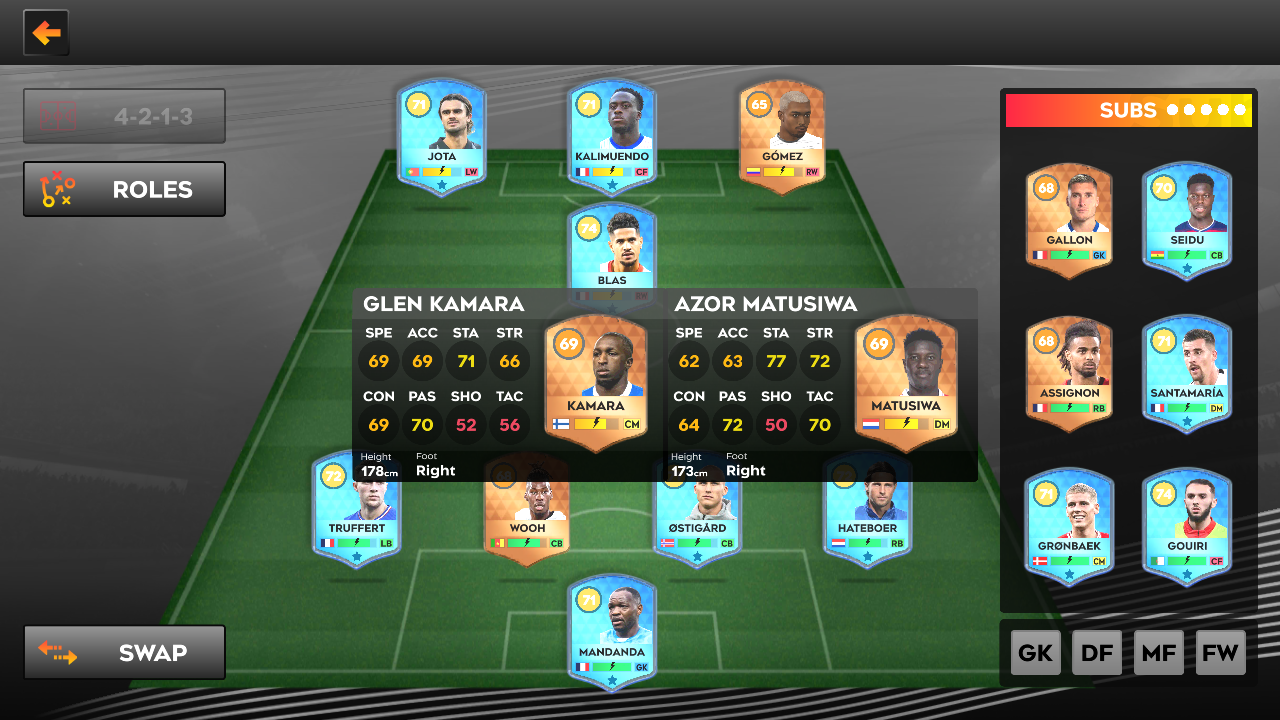 4-2-1-3
ROLES
71
JOTA
LW
71
KALIMUENDO
CF
65
GÓMEZ
RW
74
BLAS
RW
GLEN KAMARA
SPE ACC STA STR
69 69 71 66
CON PAS SHO TAC
69 70 52 56
Height Foot
178cm Right
69
KAMARA
CM
AZOR MATUSIWA
SPE ACC STA STR
62 63 77 72
CON PAS SHO TAC
64 72 50 70
Height Foot
173cm Right
69
MATUSIWA
DM
72
TRUFFERT
LB
WOOH
CB
ØSTIGÅRD
CB
HATEBOER
RB
71
MANDANDA
GK
SWAP
SUBS
68
GALLON
GK
70
SEIDU
CB
68
ASSIGNON
RB
71
SANTAMARÍA
DM
71
GRØNBAEK
CM
74
GOUIRI
CF
GK DF MF FW